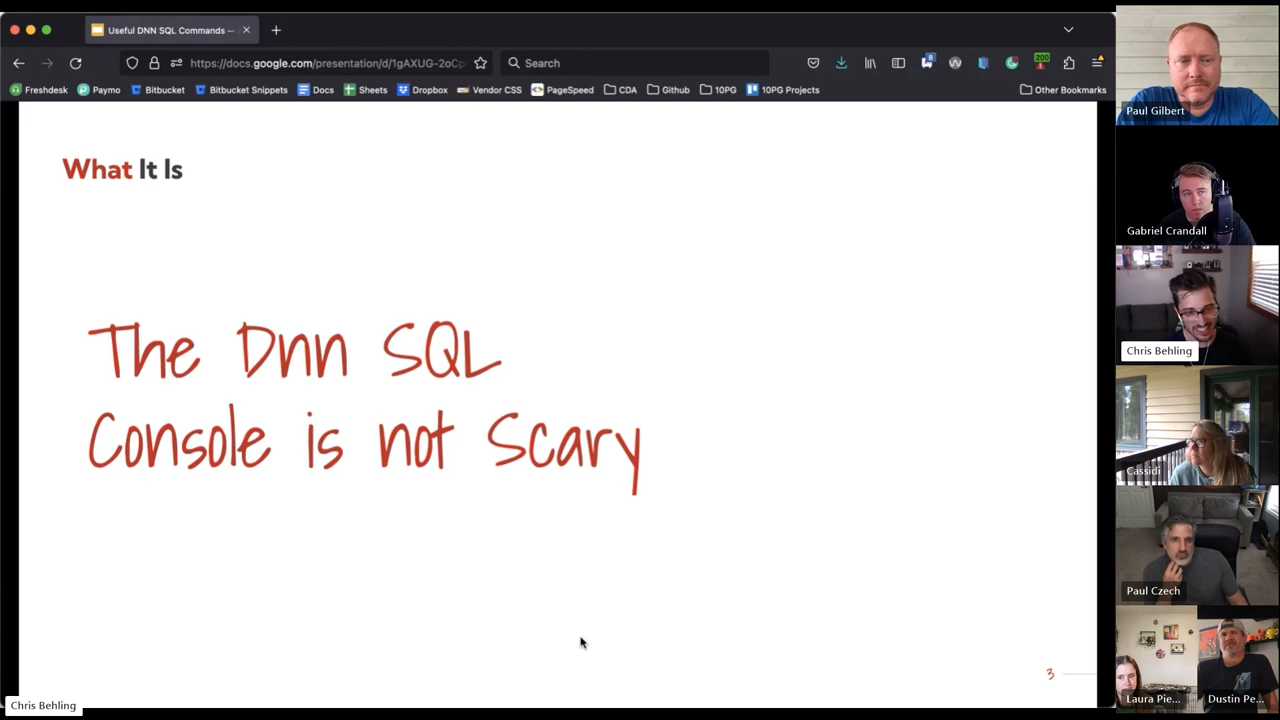 Useful DNN SQL Commands —
https://docs.google.com/presentation/d/1gAXUG-2oCp
Search
200
Freshdesk Paymo Bitbucket Bitbucket Snippets Docs Sheets Dropbox Vendor CSS PageSpeed CDA Github 10PG 10PG Projects Other Bookmarks
What It Is
The Dnn SQL
Console is not Scary
3
Chris Behling
Paul Gilbert
Gabriel Crandall
Chris Behling
Cassidi
Paul Czech
Laura Pie...
Dustin Pe...